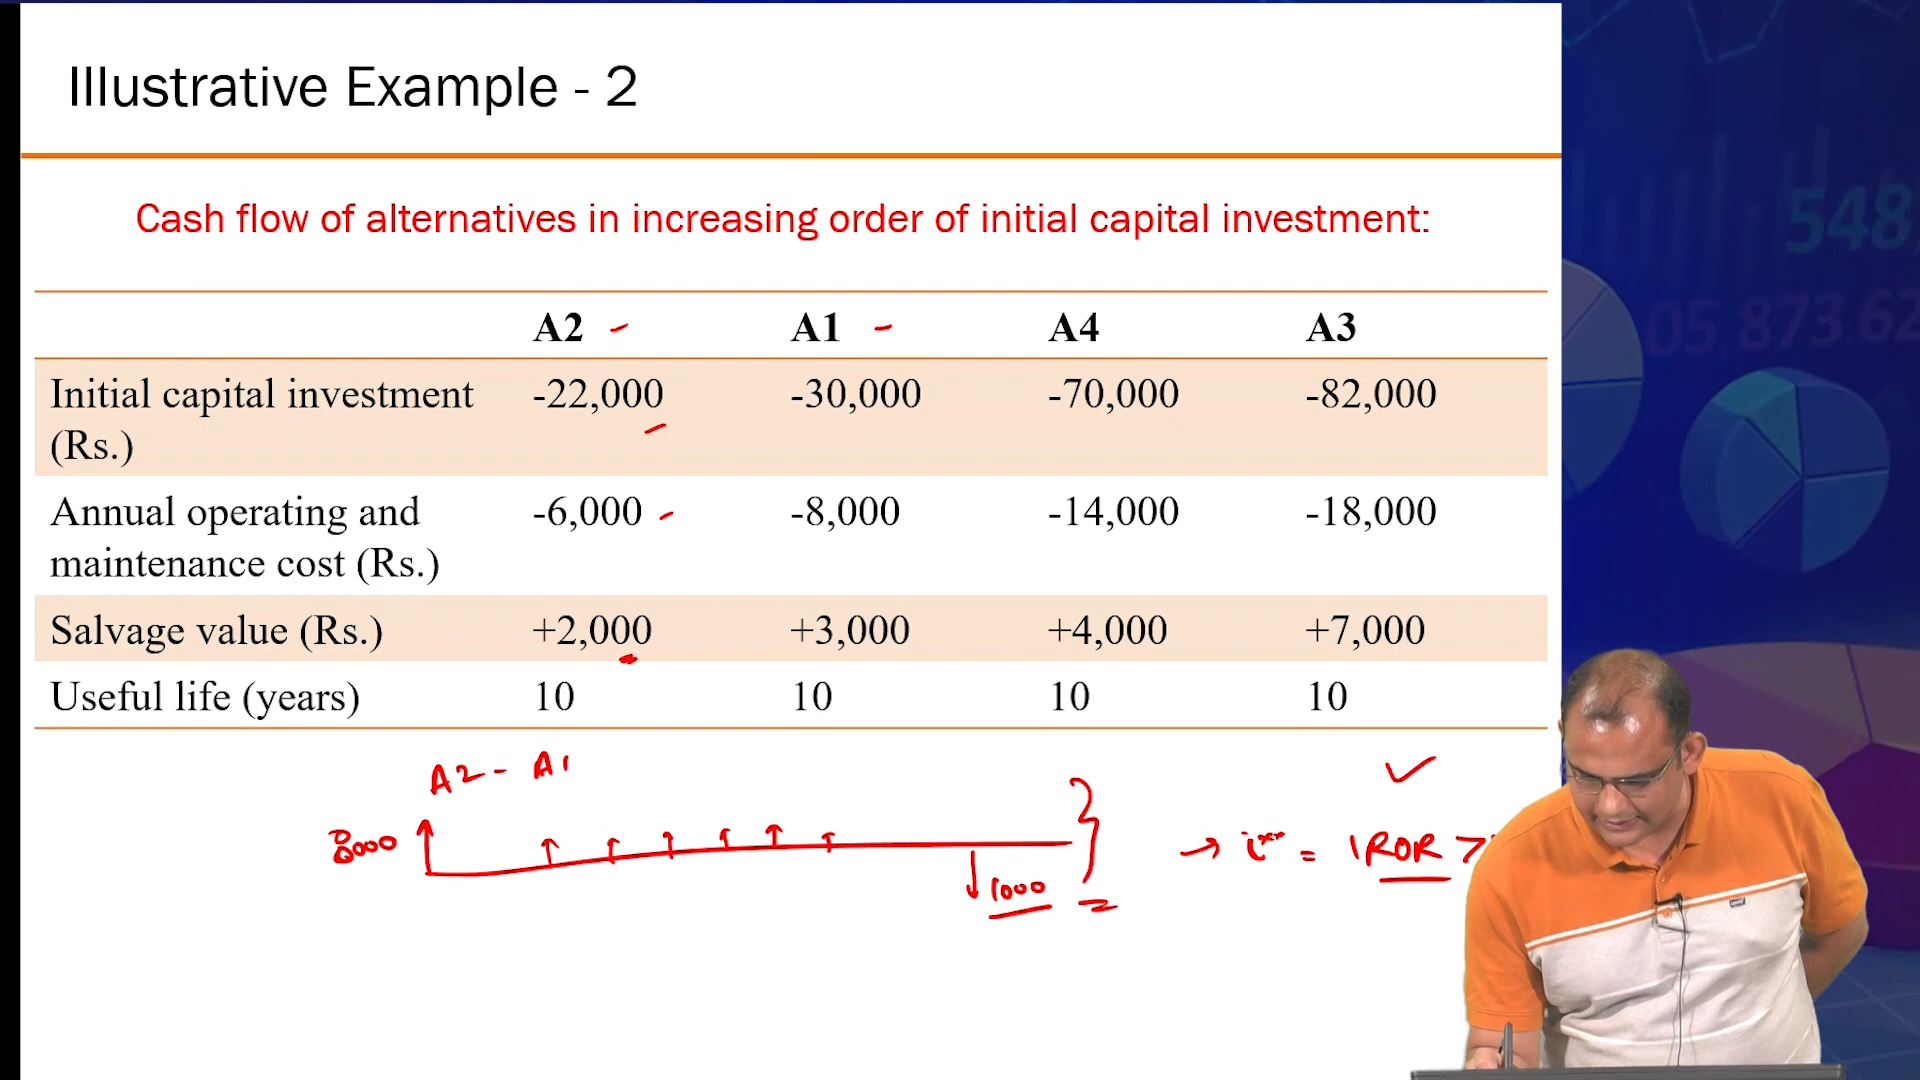 Illustrative Example - 2
Cash flow of alternatives in increasing order of initial capital investment:
A2 A1 A4 A3
Initial capital investment (Rs.) -22,000 -30,000 -70,000 -82,000
Annual operating and maintenance cost (Rs.) -6,000 -8,000 -14,000 -18,000
Salvage value (Rs.) +2,000 +3,000 +4,000 +7,000
Useful life (years) 10 10 10 10
A2 - A1
8000
1000
→ i** = IROR >
548
05,873.62